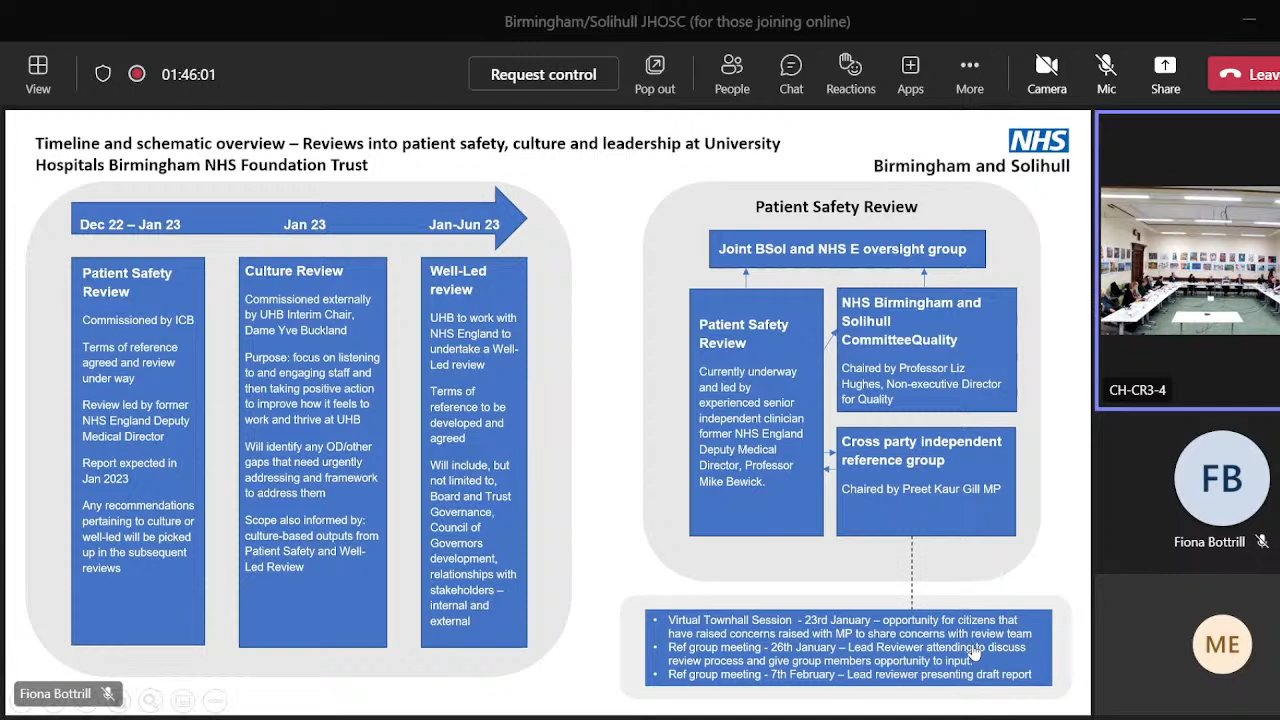 Birmingham/Solihull JHOSC (for those joining online)
View
01:46:01
Request control
Pop out
People
Chat
Reactions
Apps
More
Camera
Mic
Share
Leav
Timeline and schematic overview – Reviews into patient safety, culture and leadership at University
Hospitals Birmingham NHS Foundation Trust
NHS
Birmingham and Solihull
Dec 22 – Jan 23
Jan 23
Jan-Jun 23
Patient Safety
Review
Commissioned by ICB
Terms of reference
agreed and review
under way
Review led by former
NHS England Deputy
Medical Director
Report expected in
Jan 2023
Any recommendations
pertaining to culture or
well-led will be picked
up in the subsequent
reviews
Culture Review
Commissioned externally
by UHB Interim Chair,
Dame Yve Buckland
Purpose: focus on listening
to and engaging staff and
then taking positive action
to improve how it feels to
work and thrive at UHB
Will identify any OD/other
gaps that need urgently
addressing and framework
to address them
Scope also informed by:
culture-based outputs from
Patient Safety and Well-
Led Review
Well-Led
review
UHB to work with
NHS England to
undertake a Well-
Led review
Terms of
reference to be
developed and
agreed
Will include, but
not limited to,
Board and Trust
Governance,
Council of
Governors
development,
relationships with
stakeholders –
internal and
external
Patient Safety Review
Joint BSol and NHS E oversight group
Patient Safety
Review
Currently underway
and led by
experienced senior
independent clinician
former NHS England
Deputy Medical
Director, Professor
Mike Bewick.
NHS Birmingham and
Solihull
CommitteeQuality
Chaired by Professor Liz
Hughes, Non-executive Director
for Quality
Cross party independent
reference group
Chaired by Preet Kaur Gill MP
• Virtual Townhall Session - 23rd January – opportunity for citizens that
have raised concerns raised with MP to share concerns with review team
• Ref group meeting - 26th January – Lead Reviewer attending to discuss
review process and give group members opportunity to input.
• Ref group meeting - 7th February – Lead reviewer presenting draft report
CH-CR3-4
FB
Fiona Bottrill
ME
Fiona Bottrill